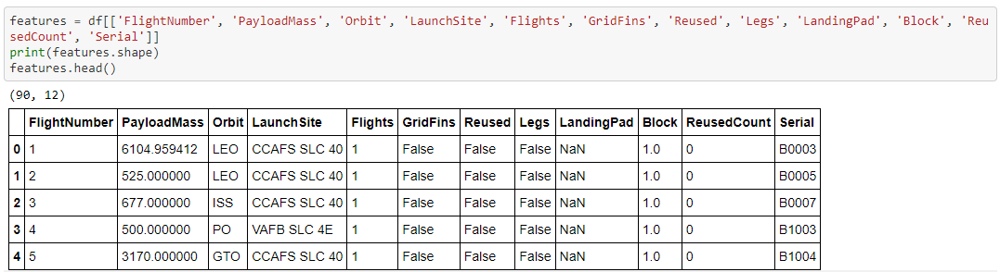 features = df[['FlightNumber', 'PayloadMass', 'Orbit', 'LaunchSite', 'Flights', 'GridFins', 'Reused', 'Legs', 'LandingPad', 'Block', 'Reu
sedCount', 'Serial']]
print(features.shape)
features.head()
(90, 12)
FlightNumber PayloadMass Orbit LaunchSite Flights GridFins Reused Legs LandingPad Block ReusedCount Serial
0 1 6104.959412 LEO CCAFS SLC 40 1 False False False NaN 1.0 0 B0003
1 2 525.000000 LEO CCAFS SLC 40 1 False False False NaN 1.0 0 B0005
2 3 677.000000 ISS CCAFS SLC 40 1 False False False NaN 1.0 0 B0007
3 4 500.000000 PO VAFB SLC 4E 1 False False False NaN 1.0 0 B1003
4 5 3170.000000 GTO CCAFS SLC 40 1 False False False NaN 1.0 0 B1004